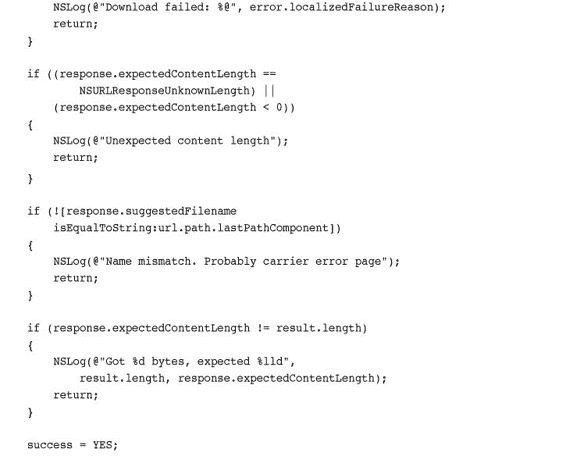 NSLog(@"Download failed: %@", error.localizedFailureReason);
    return;
}

if ((response.expectedContentLength ==
        NSURLResponseUnknownLength) ||
    (response.expectedContentLength < 0))
{
    NSLog(@"Unexpected content length");
    return;
}

if (![response.suggestedFilename
    isEqualToString:url.path.lastPathComponent])
{
    NSLog(@"Name mismatch. Probably carrier error page");
    return;
}

if (response.expectedContentLength != result.length)
{
    NSLog(@"Got %d bytes, expected %lld",
        result.length, response.expectedContentLength);
    return;
}

success = YES;